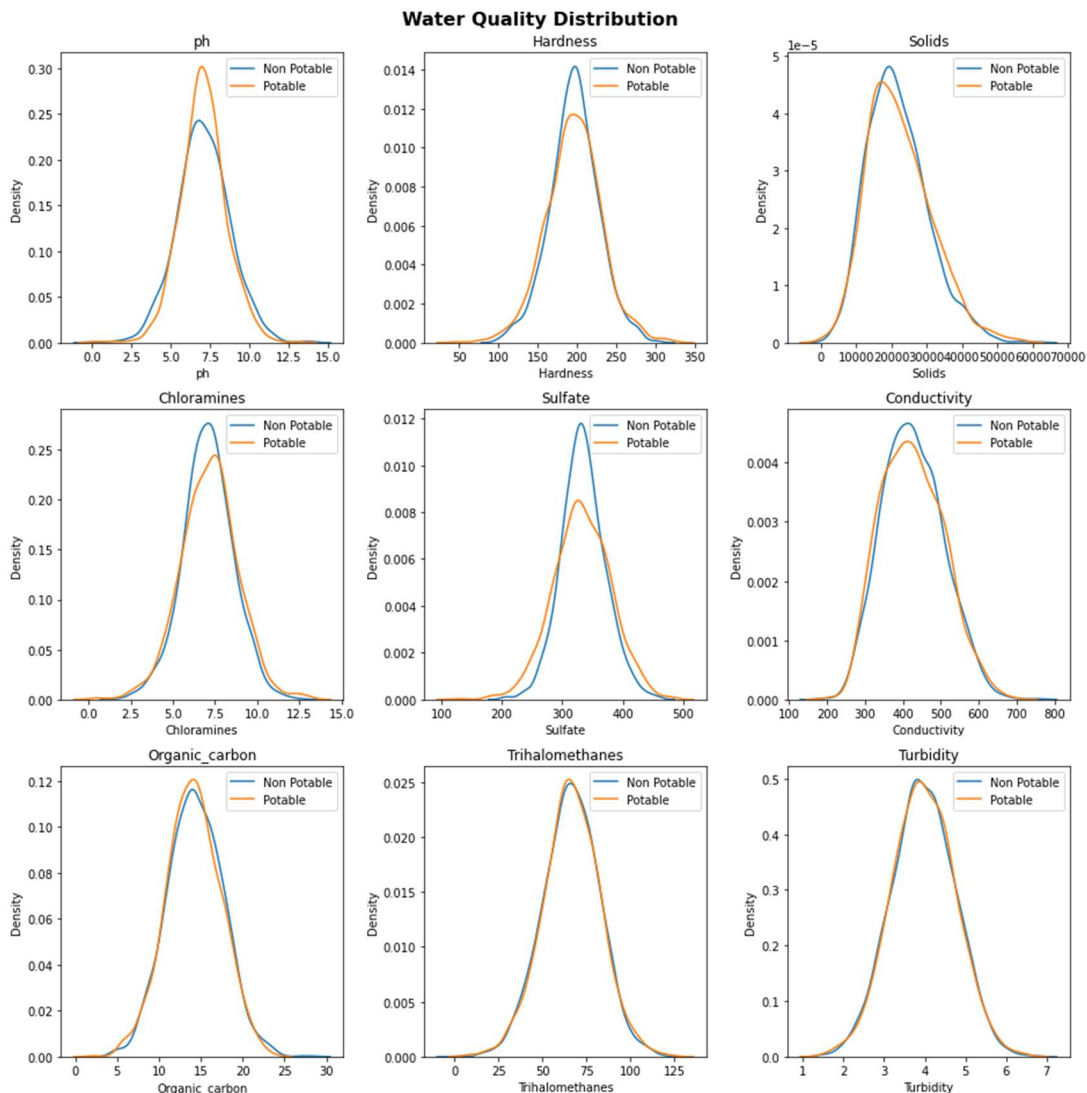 Water Quality Distribution
ph
Non Potable
Potable
Density
0.30
0.25
0.20
0.15
0.10
0.05
0.00
0.0 2.5 5.0 7.5 10.0 12.5 15.0
ph
Hardness
Non Potable
Potable
Density
0.014
0.012
0.010
0.008
0.006
0.004
0.002
0.000
50 100 150 200 250 300 350
Hardness
Solids
1e−5
Non Potable
Potable
Density
5
4
3
2
1
0
0 10000 20000 30000 40000 50000 60000 70000
Solids
Chloramines
Non Potable
Potable
Density
0.25
0.20
0.15
0.10
0.05
0.00
0.0 2.5 5.0 7.5 10.0 12.5 15.0
Chloramines
Sulfate
Non Potable
Potable
Density
0.012
0.010
0.008
0.006
0.004
0.002
0.000
100 200 300 400 500
Sulfate
Conductivity
Non Potable
Potable
Density
0.004
0.003
0.002
0.001
0.000
100 200 300 400 500 600 700 800
Conductivity
Organic_carbon
Non Potable
Potable
Density
0.12
0.10
0.08
0.06
0.04
0.02
0.00
0 5 10 15 20 25 30
Organic_carbon
Trihalomethanes
Non Potable
Potable
Density
0.025
0.020
0.015
0.010
0.005
0.000
0 25 50 75 100 125
Trihalomethanes
Turbidity
Non Potable
Potable
Density
0.5
0.4
0.3
0.2
0.1
0.0
1 2 3 4 5 6 7
Turbidity